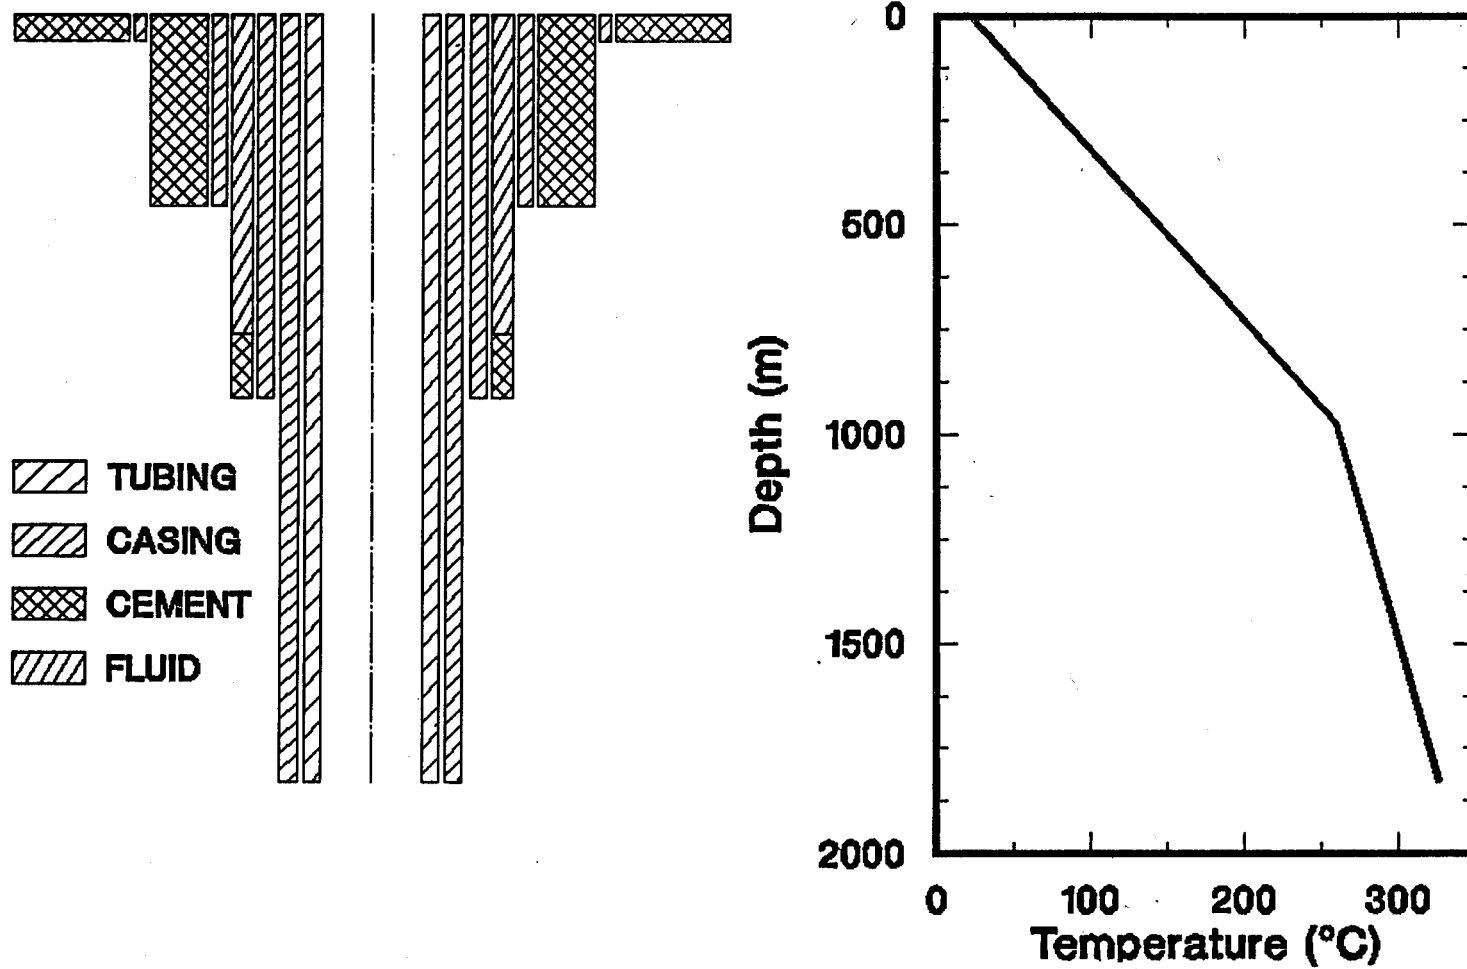 TUBING
CASING
CEMENT
FLUID
Depth (m)
0
500
1000
1500
2000
0 100 200 300
Temperature (°C)